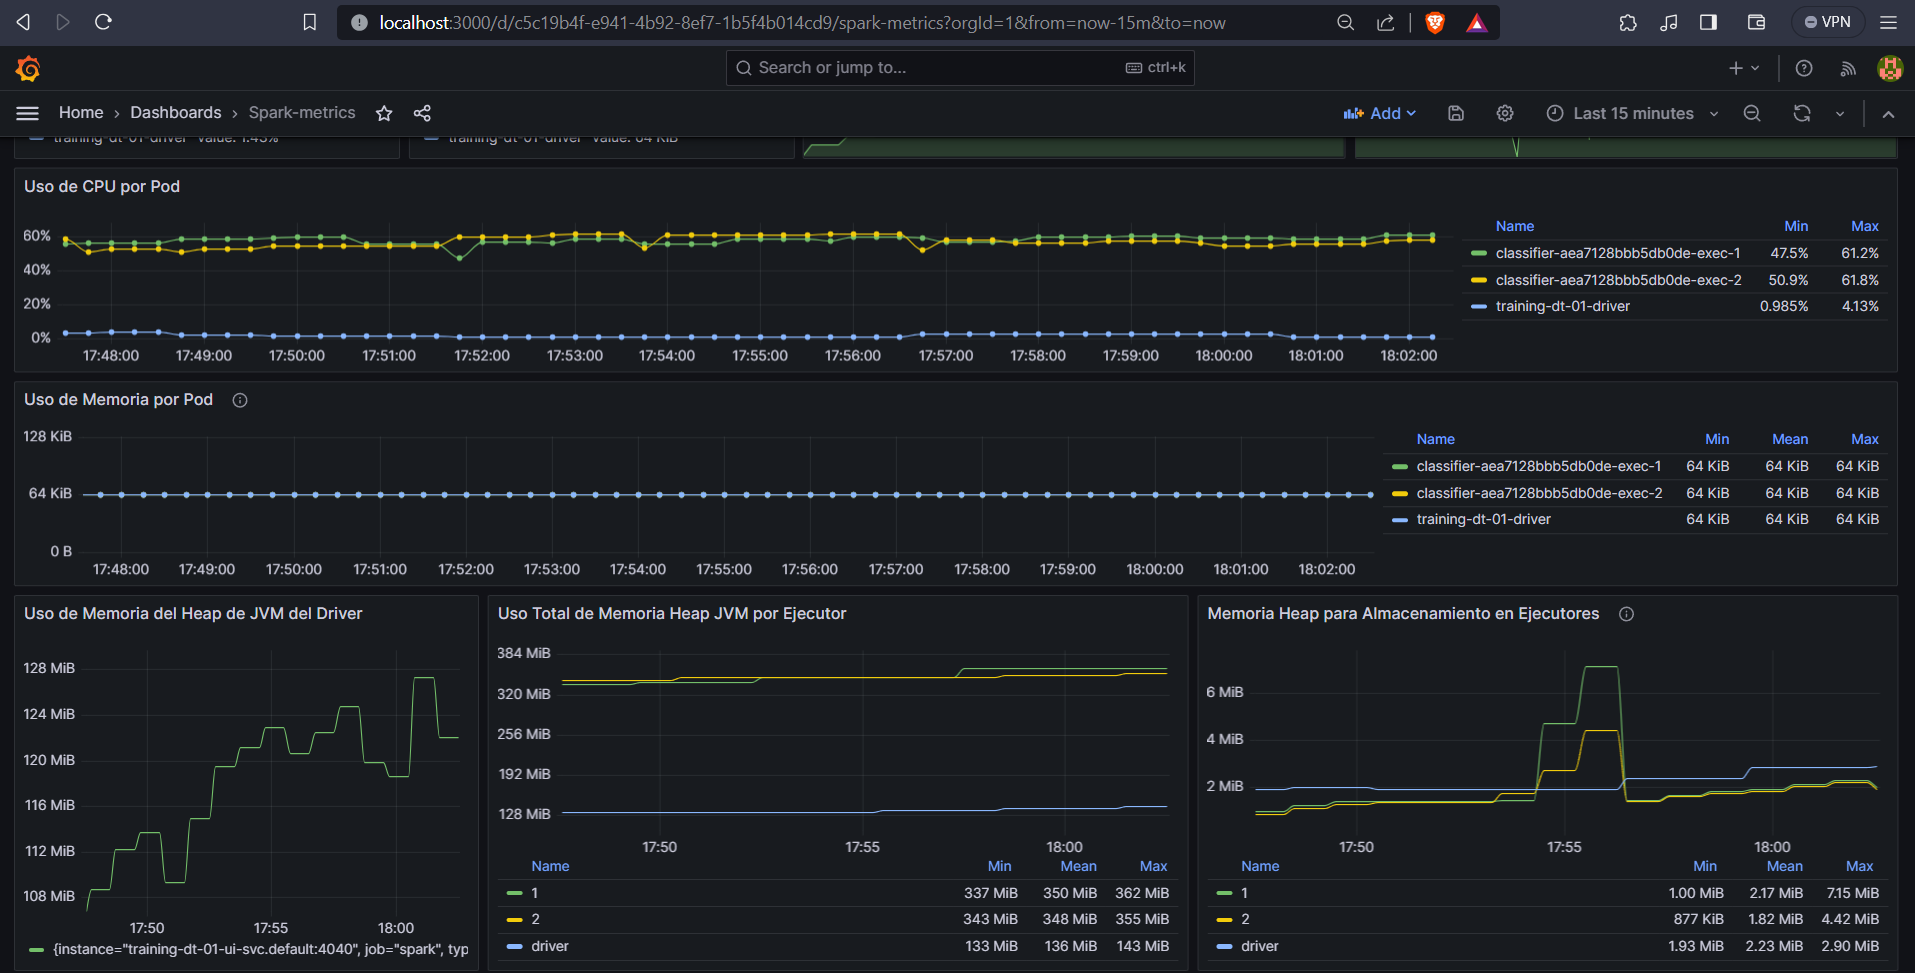 localhost:3000/d/c5c19b4f-e941-4b92-8ef7-1b5f4b014cd9/spark-metrics?orgId=1&from=now-15m&to=now
VPN
Search or jump to...
ctrl+k
Home › Dashboards › Spark-metrics
Add
Last 15 minutes
training-dt-01-driver Value: 1.43%
training-dt-01-driver Value: 64 KiB
Uso de CPU por Pod
60%
40%
20%
0%
17:48:00 17:49:00 17:50:00 17:51:00 17:52:00 17:53:00 17:54:00 17:55:00 17:56:00 17:57:00 17:58:00 17:59:00 18:00:00 18:01:00 18:02:00
Name Min Max
classifier-aea7128bbb5db0de-exec-1 47.5% 61.2%
classifier-aea7128bbb5db0de-exec-2 50.9% 61.8%
training-dt-01-driver 0.985% 4.13%
Uso de Memoria por Pod
128 KiB
64 KiB
0 B
17:48:00 17:49:00 17:50:00 17:51:00 17:52:00 17:53:00 17:54:00 17:55:00 17:56:00 17:57:00 17:58:00 17:59:00 18:00:00 18:01:00 18:02:00
Name Min Mean Max
classifier-aea7128bbb5db0de-exec-1 64 KiB 64 KiB 64 KiB
classifier-aea7128bbb5db0de-exec-2 64 KiB 64 KiB 64 KiB
training-dt-01-driver 64 KiB 64 KiB 64 KiB
Uso de Memoria del Heap de JVM del Driver
128 MiB
124 MiB
120 MiB
116 MiB
112 MiB
108 MiB
17:50 17:55 18:00
{instance="training-dt-01-ui-svc.default:4040", job="spark", typ
Uso Total de Memoria Heap JVM por Ejecutor
384 MiB
320 MiB
256 MiB
192 MiB
128 MiB
17:50 17:55 18:00
Name Min Mean Max
1 337 MiB 350 MiB 362 MiB
2 343 MiB 348 MiB 355 MiB
driver 133 MiB 136 MiB 143 MiB
Memoria Heap para Almacenamiento en Ejecutores
6 MiB
4 MiB
2 MiB
17:50 17:55 18:00
Name Min Mean Max
1 1.00 MiB 2.17 MiB 7.15 MiB
2 877 KiB 1.82 MiB 4.42 MiB
driver 1.93 MiB 2.23 MiB 2.90 MiB